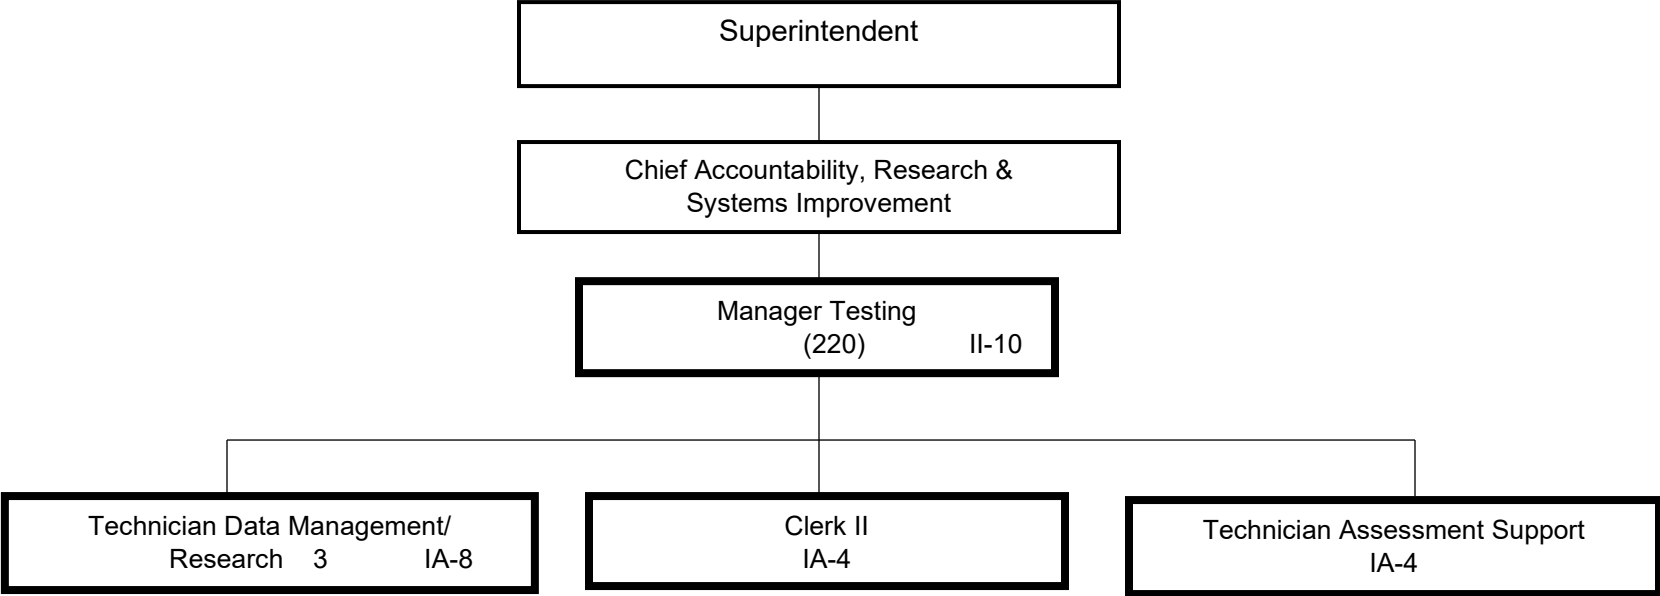 Superintendent
Chief Accountability, Research &
Systems Improvement
Manager Testing
(220) II-10
Technician Data Management/
Research 3 IA-8
Clerk II
IA-4
Technician Assessment Support
IA-4